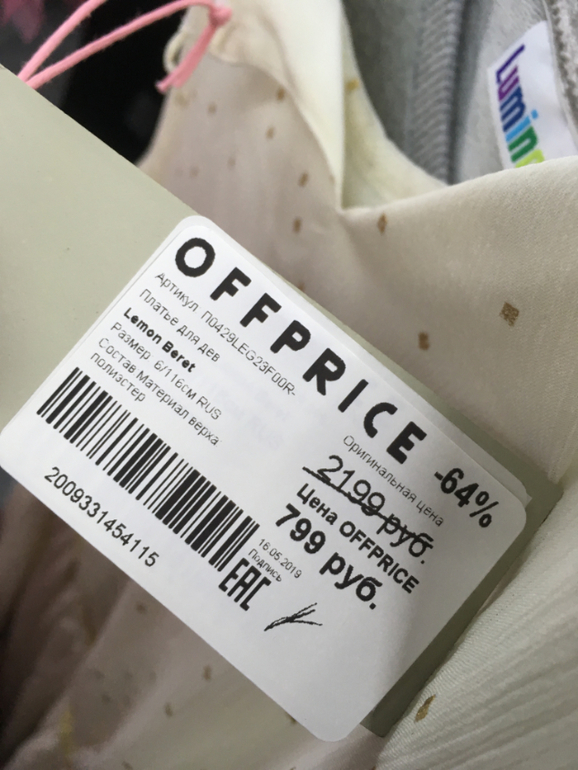 Lumin
OFFPRICE
Артикул П0429LEG23F00R-
Платье для дев
Lemon Beret
Размер 6/116см RUS
Состав Материал верха
полиэстер
2009331454115
Оригинальная цена
-64%
2199 руб.
Цена OFFPRICE
799 руб.
16.05.2019
Подпись
EAC